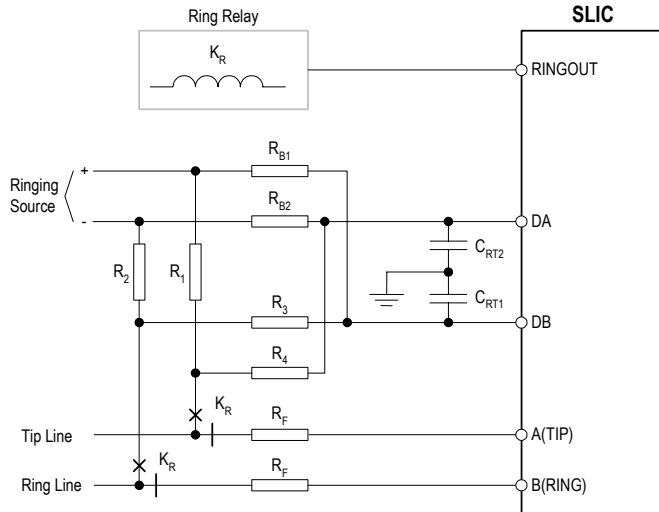 Ring Relay
SLIC
K_R
RINGOUT
R_B1
Ringing
Source
+
-
R_B2
DA
C_RT2
R_2
R_1
C_RT1
R_3
DB
R_4
K_R
R_F
Tip Line
A(TIP)
K_R
R_F
Ring Line
B(RING)